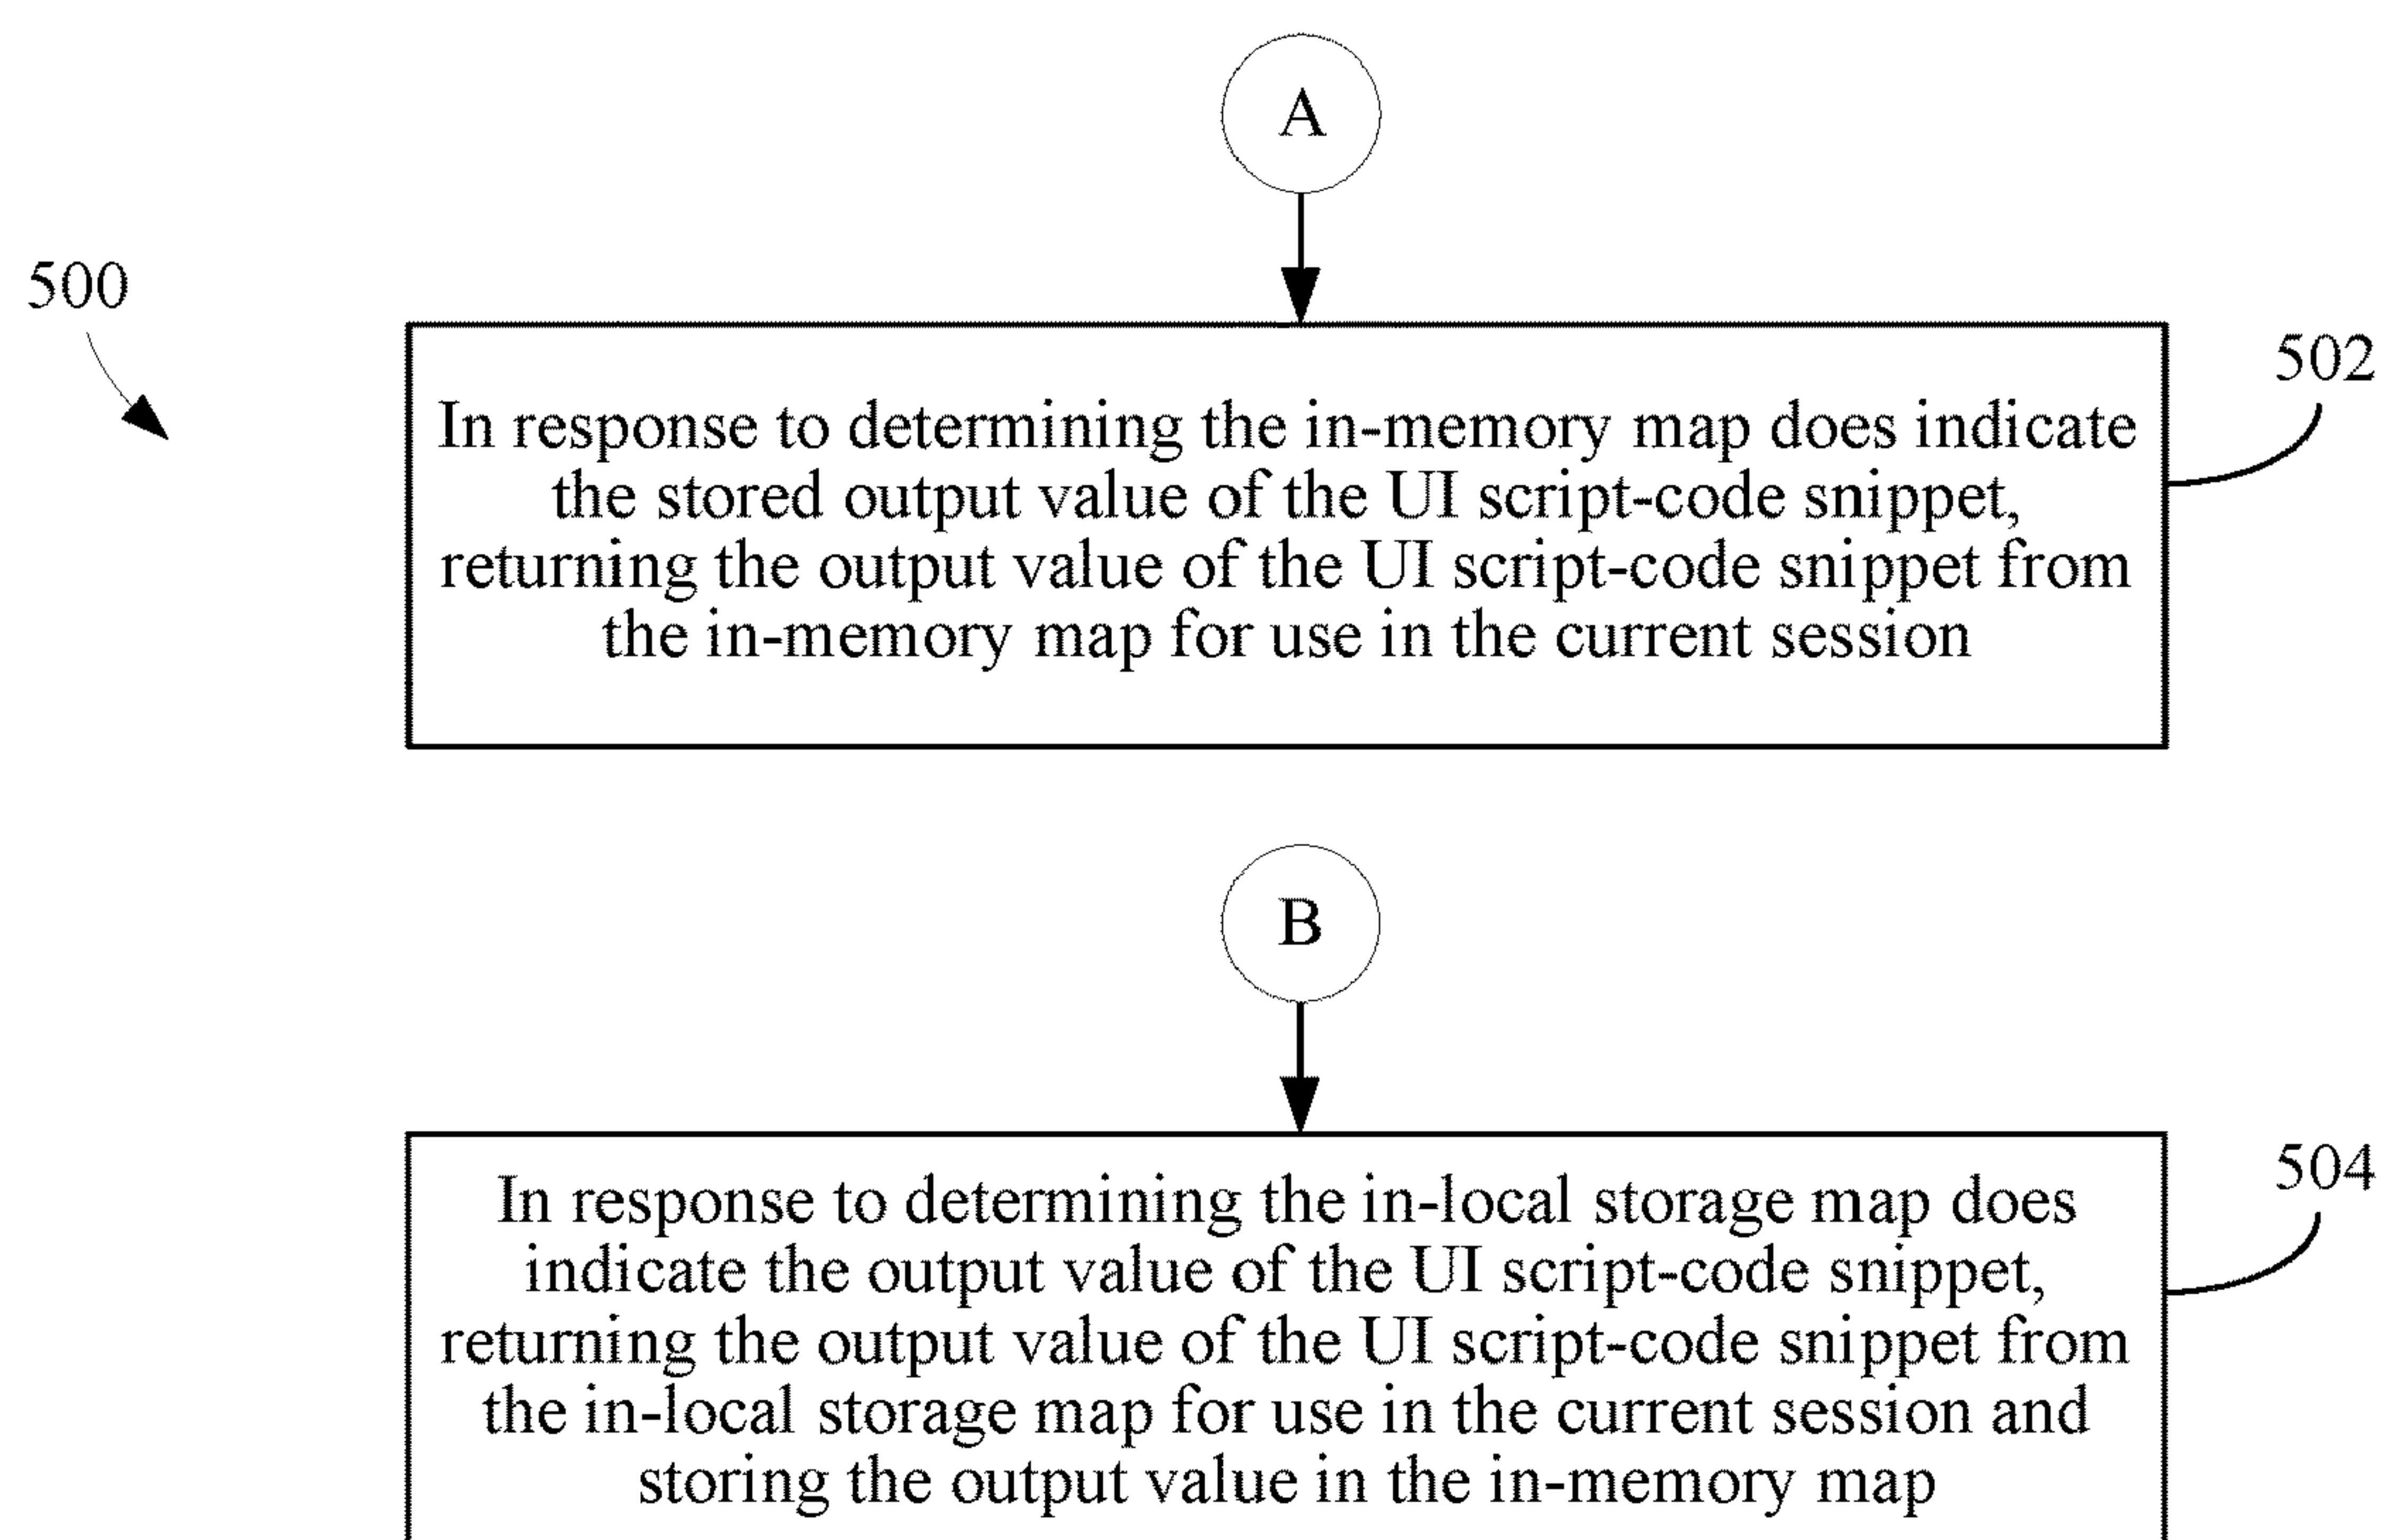 A
500
502
In response to determining the in-memory map does indicate
the stored output value of the UI script-code snippet,
returning the output value of the UI script-code snippet from
the in-memory map for use in the current session
B
504
In response to determining the in-local storage map does
indicate the output value of the UI script-code snippet,
returning the output value of the UI script-code snippet from
the in-local storage map for use in the current session and
storing the output value in the in-memory map